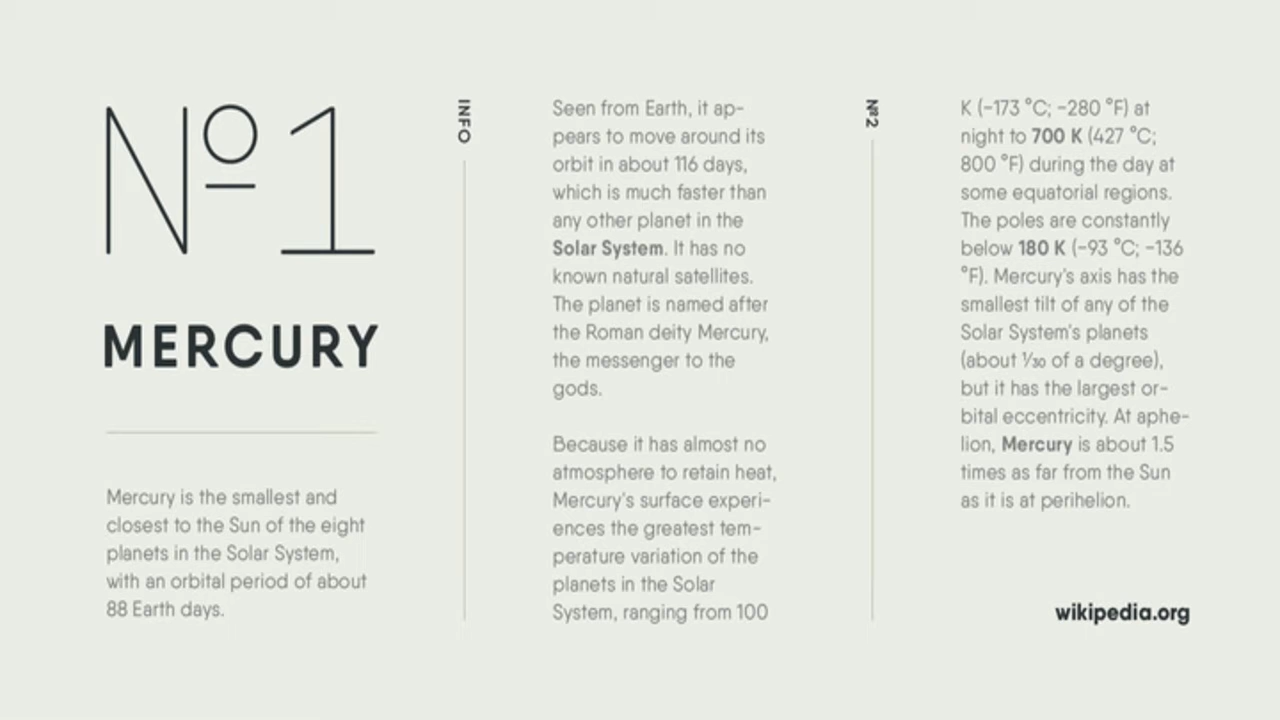 Nº1
MERCURY
Mercury is the smallest and
closest to the Sun of the eight
planets in the Solar System,
with an orbital period of about
88 Earth days.
INFO
Seen from Earth, it ap-
pears to move around its
orbit in about 116 days,
which is much faster than
any other planet in the
Solar System. It has no
known natural satellites.
The planet is named after
the Roman deity Mercury,
the messenger to the
gods.
Because it has almost no
atmosphere to retain heat,
Mercury's surface experi-
ences the greatest tem-
perature variation of the
planets in the Solar
System, ranging from 100
Nº2
K (-173 °C; -280 °F) at
night to 700 K (427 °C;
800 °F) during the day at
some equatorial regions.
The poles are constantly
below 180 K (-93 °C; -136
°F). Mercury's axis has the
smallest tilt of any of the
Solar System's planets
(about 1⁄30 of a degree),
but it has the largest or-
bital eccentricity. At aphe-
lion, Mercury is about 1.5
times as far from the Sun
as it is at perihelion.
wikipedia.org